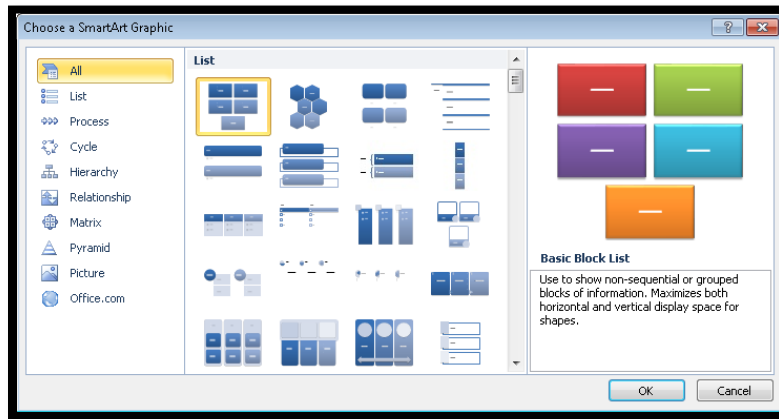 Choose a SmartArt Graphic
All
List
Process
Cycle
Hierarchy
Relationship
Matrix
Pyramid
Picture
Office.com
List
Basic Block List
Use to show non-sequential or grouped
blocks of information. Maximizes both
horizontal and vertical display space for
shapes.
OK
Cancel